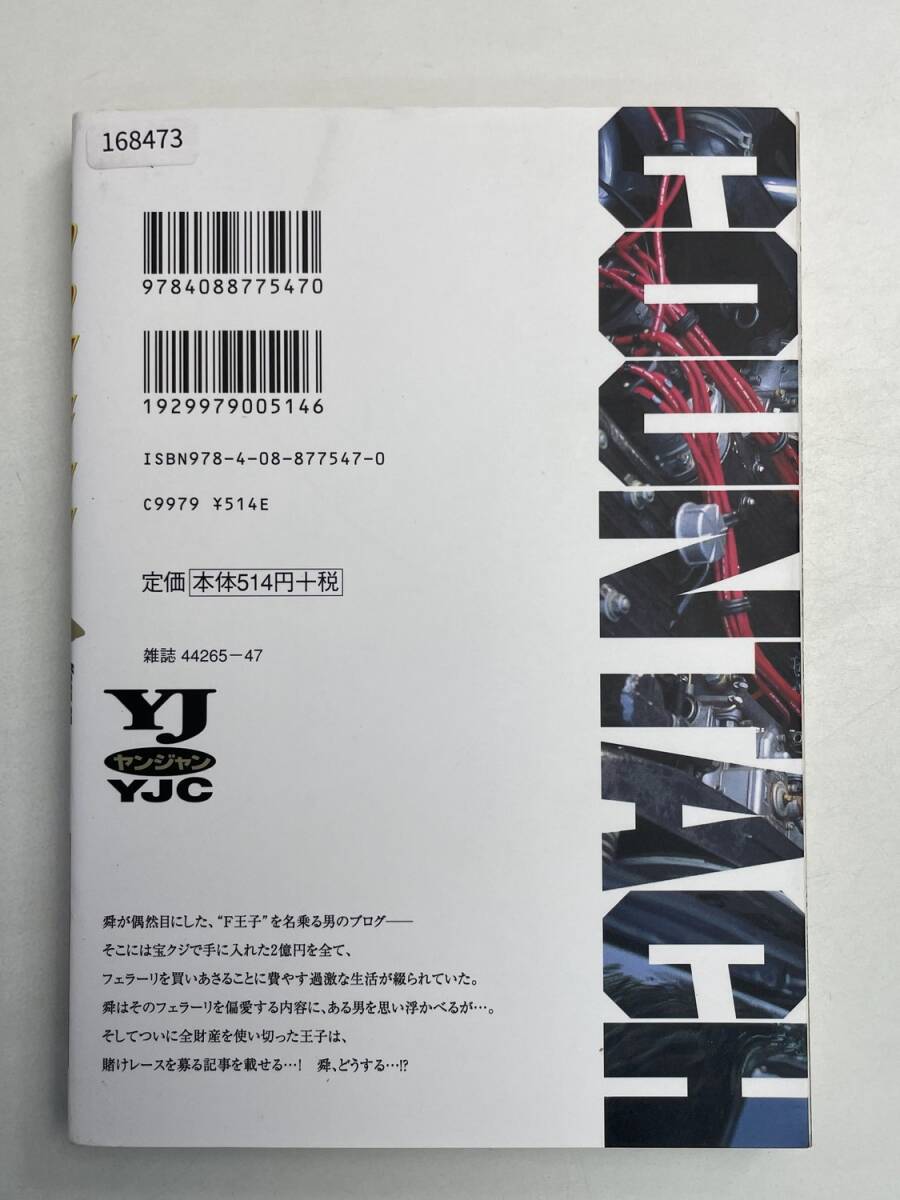 168473
9784088775470
1929979005146
ISBN978-4-08-877547-0
C9979 ¥514E
定価 本体514円+税
雑誌 44265-47
YJ
ヤンジャン
YJC
舜が偶然目にした、“F王子”を名乗る男のブログ――
そこには宝クジで手に入れた2億円を全て、
フェラーリを買いあさることに費やす過激な生活が綴られていた。
舜はそのフェラーリを偏愛する内容に、ある男を思い浮かべるが…。
そしてついに全財産を使い切った王子は、
賭けレースを募る記事を載せる…！ 舜、どうする…!?
COUNTACH